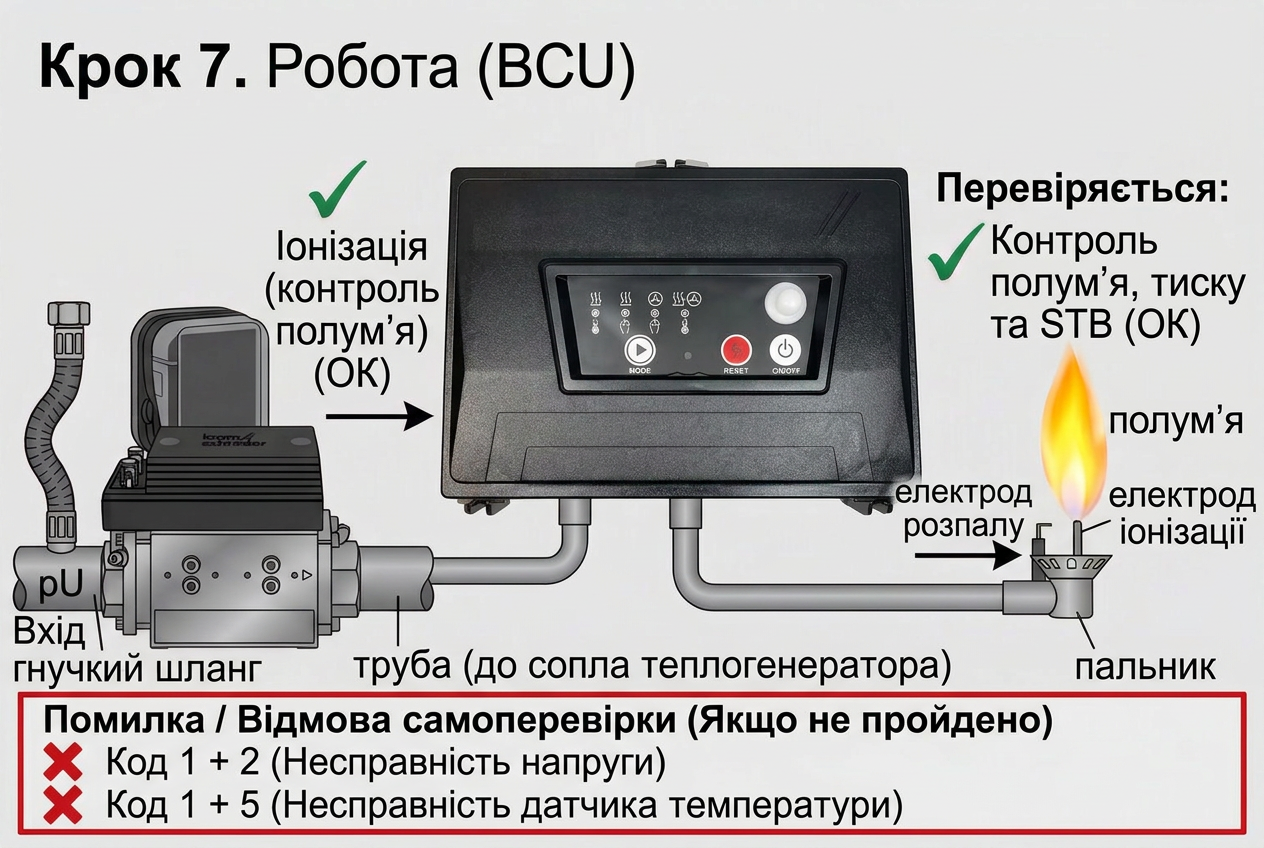 Крок 7. Робота (BCU)
Іонізація
(контроль
полум’я)
(ОК)
Перевіряється:
Контроль
полум’я, тиску
та STB (ОК)
MODE
RESET
ON/OFF
полум’я
електрод
розпалу
електрод
іонізації
pU
Вхід
гнучкий шланг
труба (до сопла теплогенератора)
пальник
Помилка / Відмова самоперевірки (Якщо не пройдено)
Код 1 + 2 (Несправність напруги)
Код 1 + 5 (Несправність датчика температури)